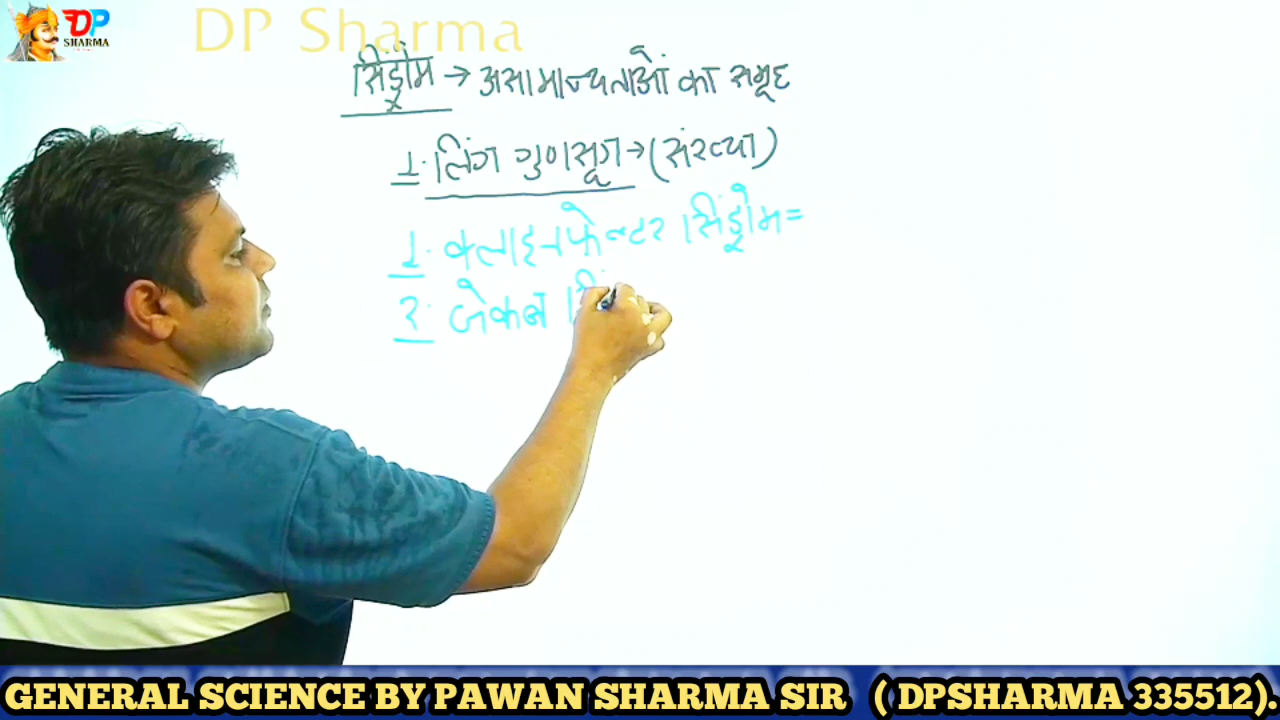 DP
SHARMA
DP Sharma
सिंड्रोम → असामान्यताओं का समूह
1. लिंग गुणसूत्र → (संख्या)
1. क्लाइनफेल्टर सिंड्रोम =
2. जेकब सिं
GENERAL SCIENCE BY PAWAN SHARMA SIR ( DPSHARMA 335512).